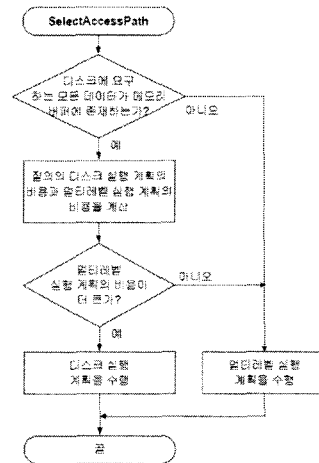 SelectAccessPath
디스크에 요구
하는 모든 데이터가 메모리
버퍼에 존재하는가?
아니오
예
질의의 디스크 실행 계획의
비용과 멀티레벨 실행 계획의
비용을 계산
멀티레벨
실행 계획의 비용이
더 큰가?
아니오
예
디스크 실행
계획을 수행
멀티레벨 실행
계획을 수행
끝